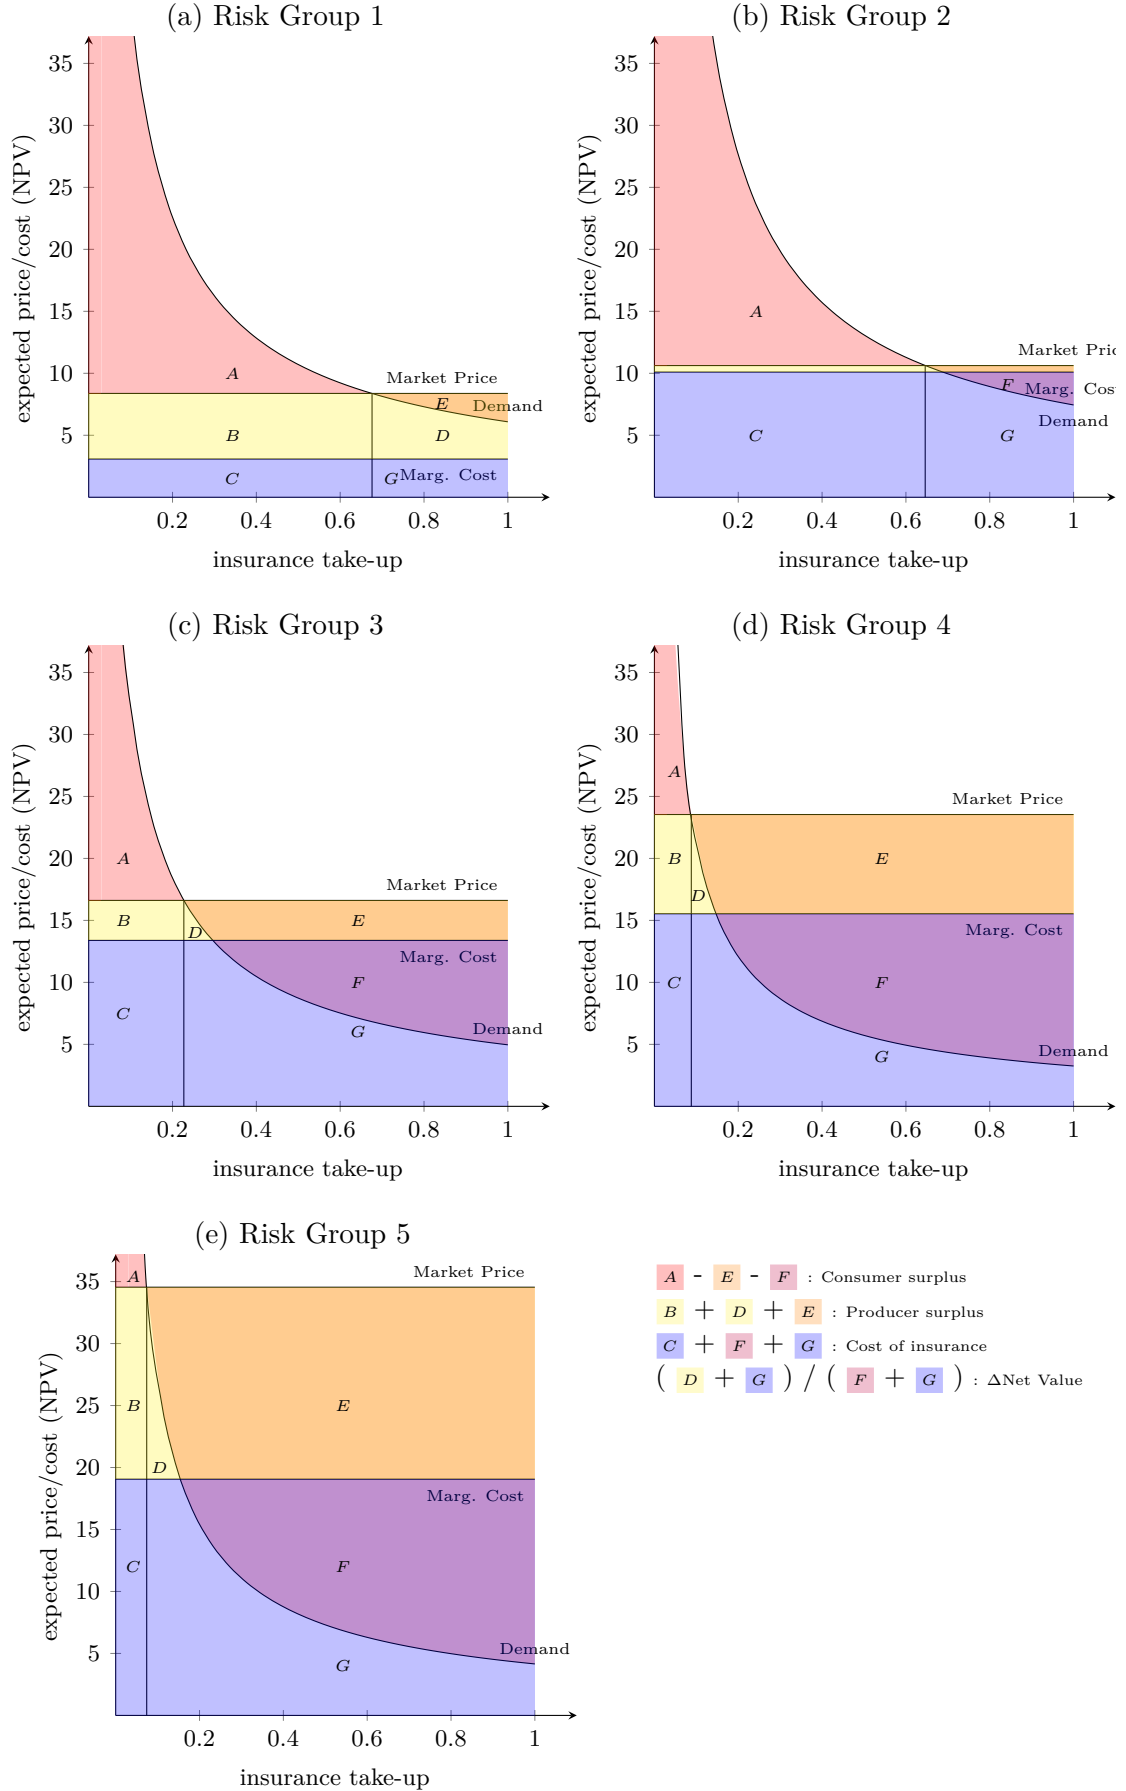 (a) Risk Group 1
expected price/cost (NPV)
35
30
25
20
15
10
5
A
B
C
D
E
G
Market Price
Demand
Marg. Cost
0.2 0.4 0.6 0.8 1
insurance take-up
(b) Risk Group 2
expected price/cost (NPV)
35
30
25
20
15
10
5
A
C
F
G
Market Pric
Marg. Cos
Demand
0.2 0.4 0.6 0.8 1
insurance take-up
(c) Risk Group 3
expected price/cost (NPV)
35
30
25
20
15
10
5
A
B
C
D
E
F
G
Market Price
Marg. Cost
Demand
0.2 0.4 0.6 0.8 1
insurance take-up
(d) Risk Group 4
expected price/cost (NPV)
35
30
25
20
15
10
5
A
B
C
D
E
F
G
Market Price
Marg. Cost
Demand
0.2 0.4 0.6 0.8 1
insurance take-up
(e) Risk Group 5
expected price/cost (NPV)
35
30
25
20
15
10
5
A
B
C
D
E
F
G
Market Price
Marg. Cost
Demand
0.2 0.4 0.6 0.8 1
insurance take-up
A - E - F : Consumer surplus
B + D + E : Producer surplus
C + F + G : Cost of insurance
( D + G ) / ( F + G ) : ΔNet Value